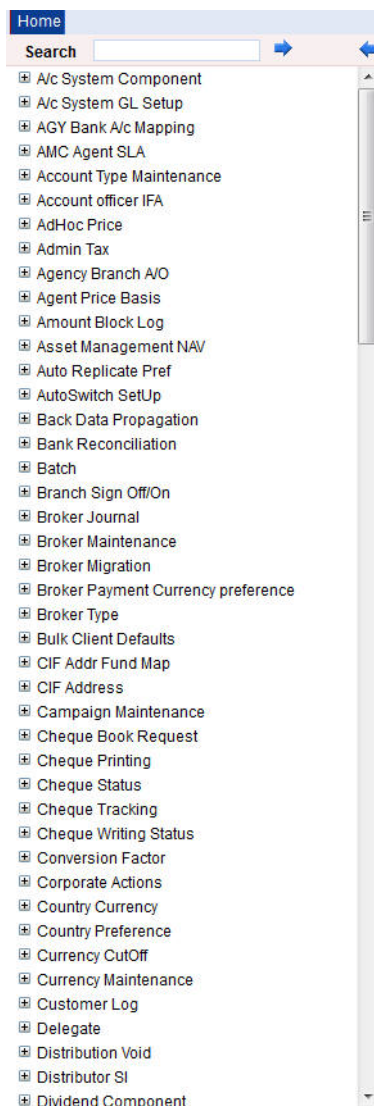 Home
Search
A/c System Component
A/c System GL Setup
AGY Bank A/c Mapping
AMC Agent SLA
Account Type Maintenance
Account officer IFA
AdHoc Price
Admin Tax
Agency Branch A/O
Agent Price Basis
Amount Block Log
Asset Management NAV
Auto Replicate Pref
AutoSwitch SetUp
Back Data Propagation
Bank Reconciliation
Batch
Branch Sign Off/On
Broker Journal
Broker Maintenance
Broker Migration
Broker Payment Currency preference
Broker Type
Bulk Client Defaults
CIF Addr Fund Map
CIF Address
Campaign Maintenance
Cheque Book Request
Cheque Printing
Cheque Status
Cheque Tracking
Cheque Writing Status
Conversion Factor
Corporate Actions
Country Currency
Country Preference
Currency CutOff
Currency Maintenance
Customer Log
Delegate
Distribution Void
Distributor SI
Dividend Component